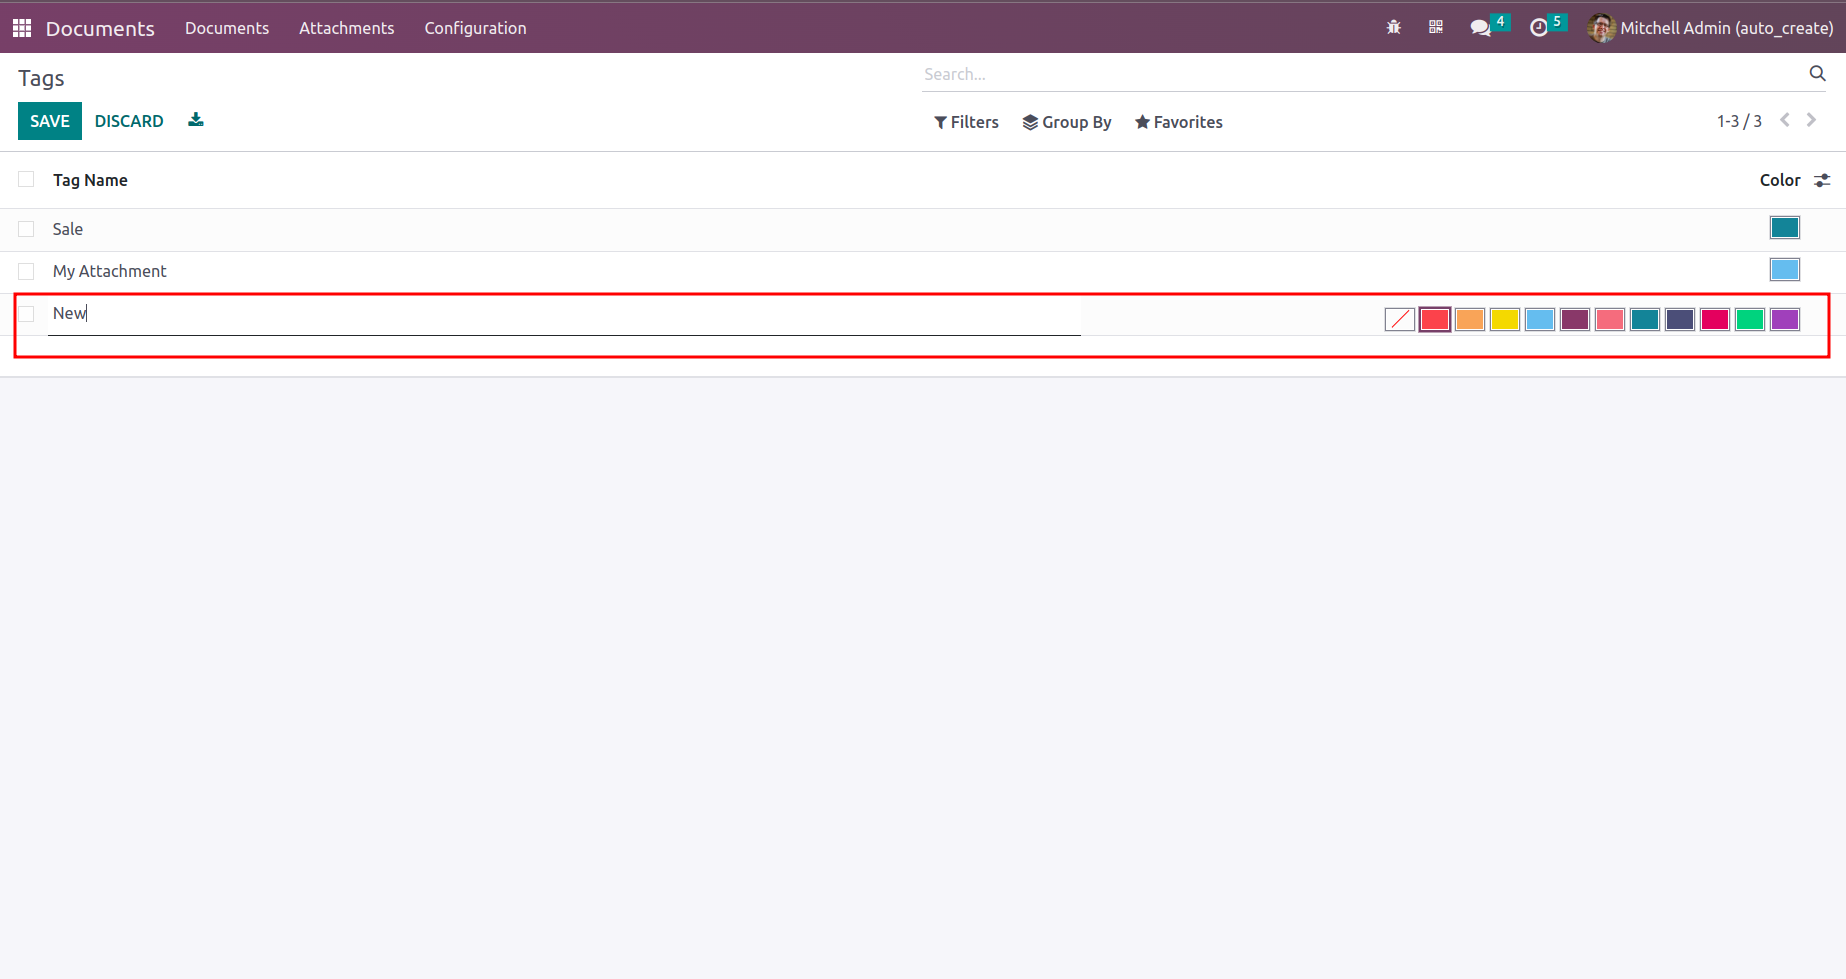 Documents Documents Attachments Configuration 4 5 Mitchell Admin (auto_create)
Tags Search...
SAVE DISCARD Filters Group By Favorites 1-3 / 3
Tag Name Color
Sale
My Attachment
New